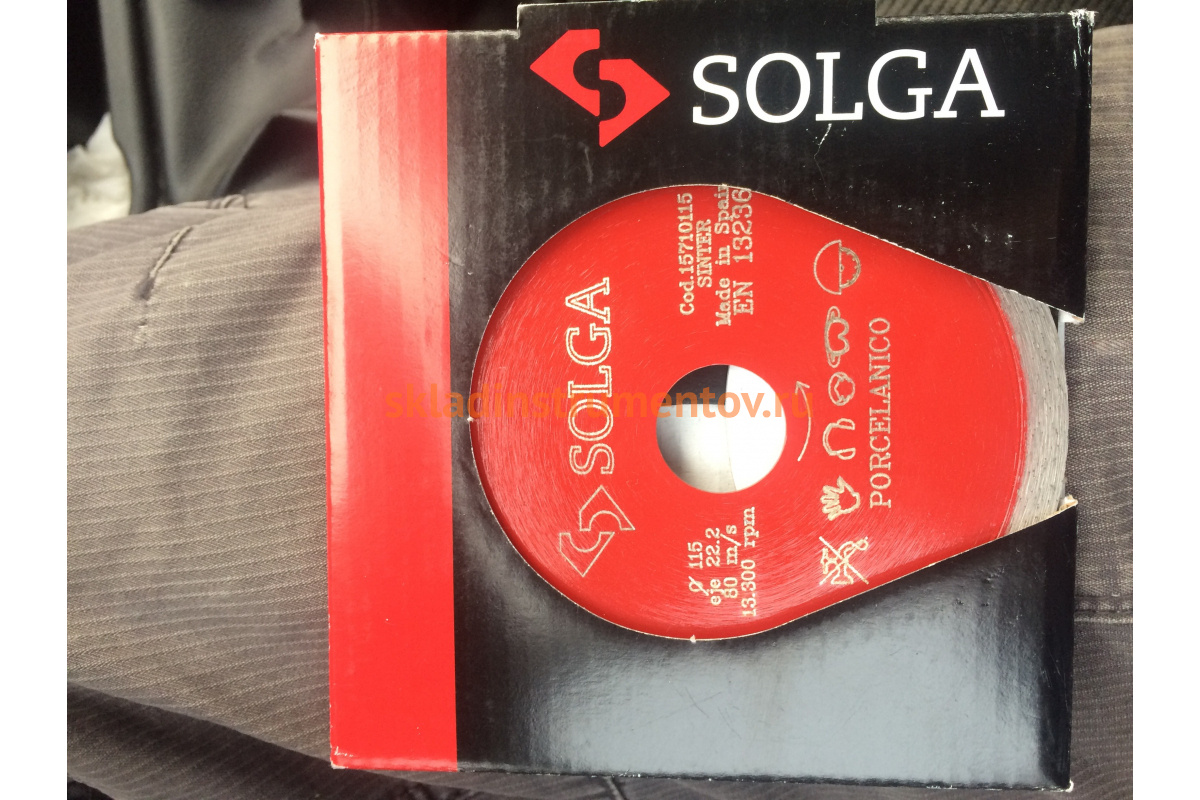 SOLGA
SOLGA
Cod.15710115
SINTER
Made in Spain
EN 13236
ø 115
eje 22.2
80 m/s
13.300 rpm
PORCELANICO
skladinstrumentov.ru